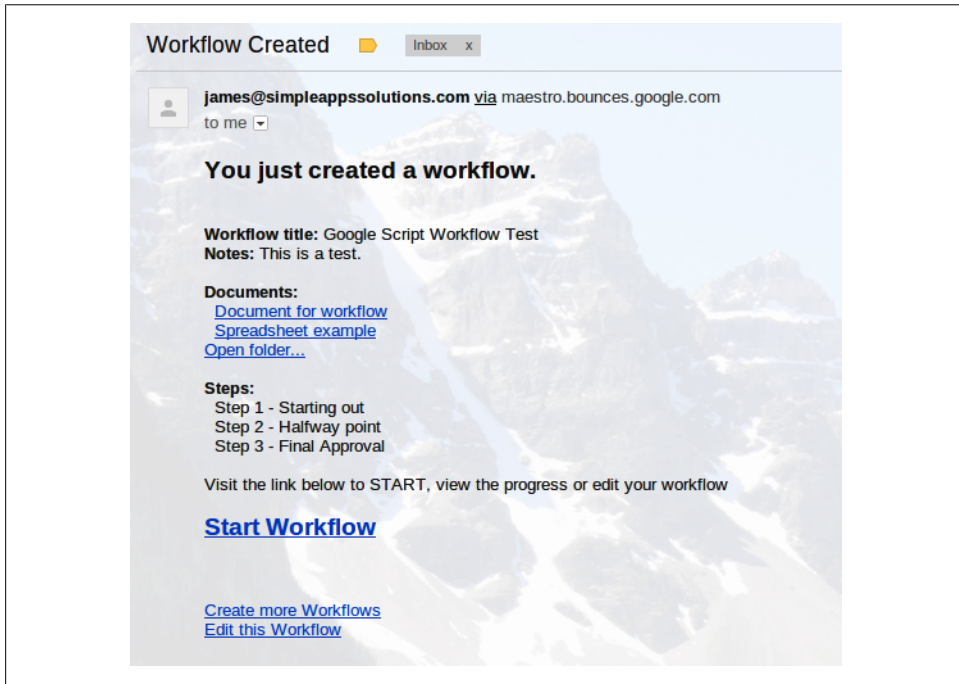 Workflow Created
Inbox x
james@simpleappssolutions.com via maestro.bounces.google.com
to me
You just created a workflow.
Workflow title: Google Script Workflow Test
Notes: This is a test.
Documents:
Document for workflow
Spreadsheet example
Open folder...
Steps:
Step 1 - Starting out
Step 2 - Halfway point
Step 3 - Final Approval
Visit the link below to START, view the progress or edit your workflow
Start Workflow
Create more Workflows
Edit this Workflow